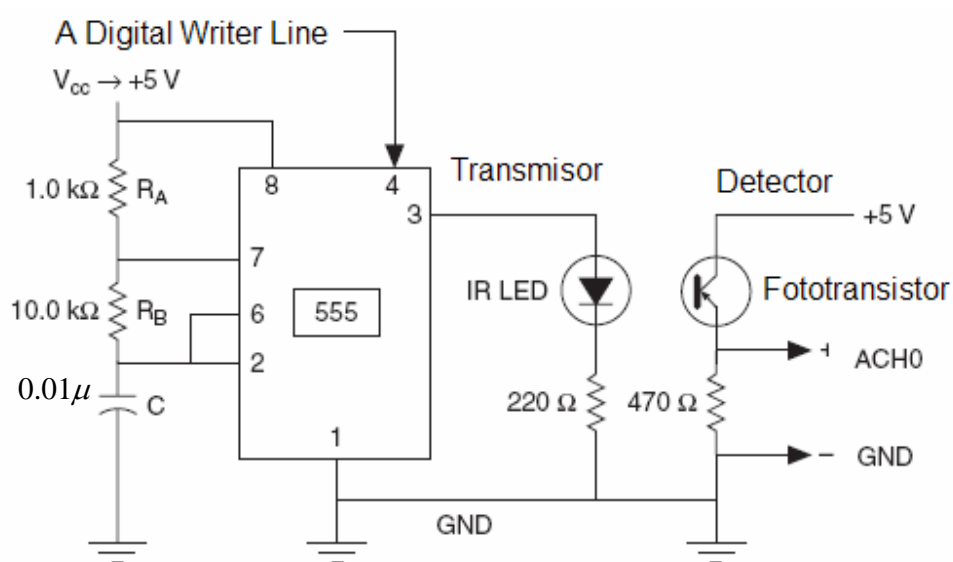 A Digital Writer Line
Vcc → +5 V
8
4
Transmisor
Detector
1.0 kΩ
RA
3
+5 V
7
IR LED
Fototransistor
10.0 kΩ
RB
6
555
2
+ ACH0
0.01μ
C
220 Ω
470 Ω
1
− GND
GND